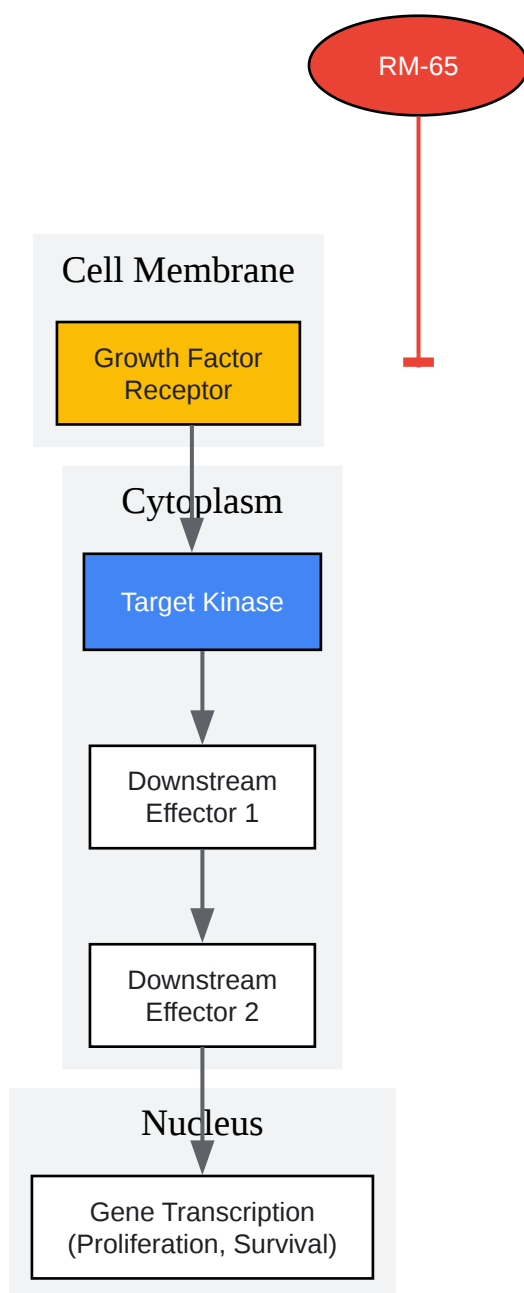 RM-65
Cell Membrane
Growth Factor
Receptor
Cytoplasm
Target Kinase
Downstream
Effector 1
Downstream
Effector 2
Nucleus
Gene Transcription
(Proliferation, Survival)